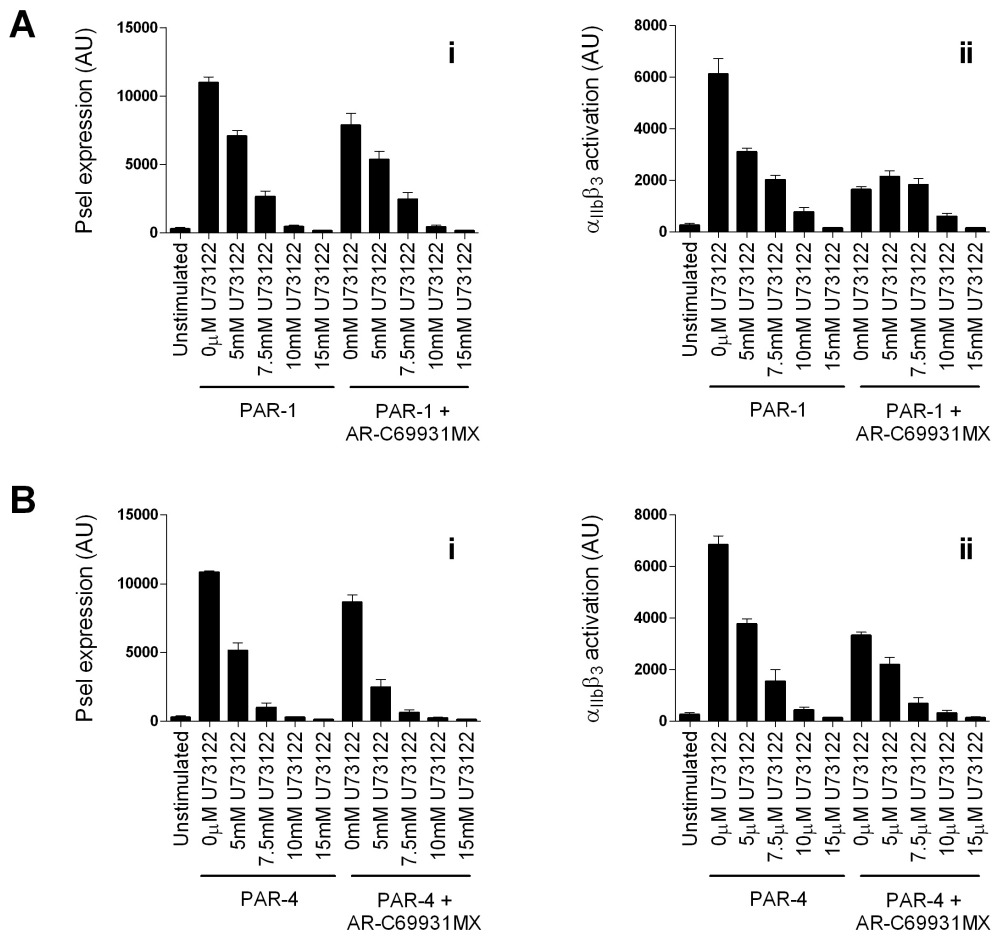 A
Psel expression (AU)
15000
10000
5000
0
i
Unstimulated
0μM U73122
5mM U73122
7.5mM U73122
10mM U73122
15mM U73122
0mM U73122
5mM U73122
7.5mM U73122
10mM U73122
15mM U73122
PAR-1
PAR-1 +
AR-C69931MX
αIIbβ3 activation (AU)
8000
6000
4000
2000
0
ii
Unstimulated
0μM U73122
5mM U73122
7.5mM U73122
10mM U73122
15mM U73122
0mM U73122
5mM U73122
7.5mM U73122
10mM U73122
15mM U73122
PAR-1
PAR-1 +
AR-C69931MX
B
Psel expression (AU)
15000
10000
5000
0
i
Unstimulated
0μM U73122
5mM U73122
7.5mM U73122
10mM U73122
15mM U73122
0mM U73122
5mM U73122
7.5mM U73122
10mM U73122
15mM U73122
PAR-4
PAR-4 +
AR-C69931MX
αIIbβ3 activation (AU)
8000
6000
4000
2000
0
ii
Unstimulated
0μM U73122
5μM U73122
7.5μM U73122
10μM U73122
15μM U73122
0μM U73122
5μM U73122
7.5μM U73122
10μM U73122
15μM U73122
PAR-4
PAR-4 +
AR-C69931MX